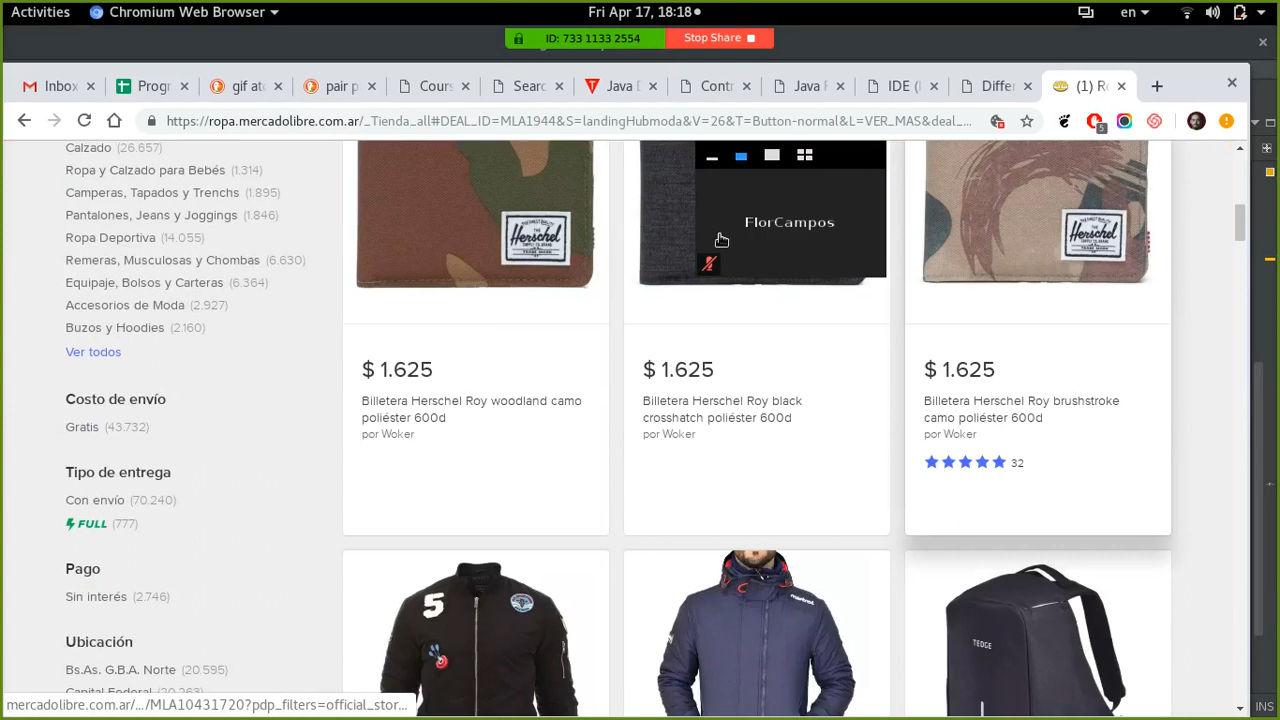 Activities Chromium Web Browser Fri Apr 17, 18:18 en
ID: 733 1133 2554 Stop Share
Inbox Progr gif at pair Cours Searc Java D Contr Java F IDE ( Differ (1) R
https://ropa.mercadolibre.com.ar/_Tienda_all#DEAL_ID=MLA1944&S=landingHubmoda&V=26&T=Button-normal&L=VER_MAS&deal_... 5
Calzado (26.657)
Ropa y Calzado para Bebés (1.314)
Camperas, Tapados y Trenchs (1.895)
Pantalones, Jeans y Joggings (1.846)
Ropa Deportiva (14.055)
Remeras, Musculosas y Chombas (6.630)
Equipaje, Bolsos y Carteras (6.364)
Accesorios de Moda (2.927)
Buzos y Hoodies (2.160)
Ver todos
Costo de envío
Gratis (43.732)
Tipo de entrega
Con envío (70.240)
FULL (777)
Pago
Sin interés (2.746)
Ubicación
Bs.As. G.B.A. Norte (20.595)
Capital Federal (20.263)
Herschel
FlorCampos
Herschel
$ 1.625
Billetera Herschel Roy woodland camo
poliéster 600d
por Woker
$ 1.625
Billetera Herschel Roy black
crosshatch poliéster 600d
por Woker
$ 1.625
Billetera Herschel Roy brushstroke
camo poliéster 600d
por Woker
32
5
TEDGE
mercadolibre.com.ar/.../MLA10431720?pdp_filters=official_stor...
INS